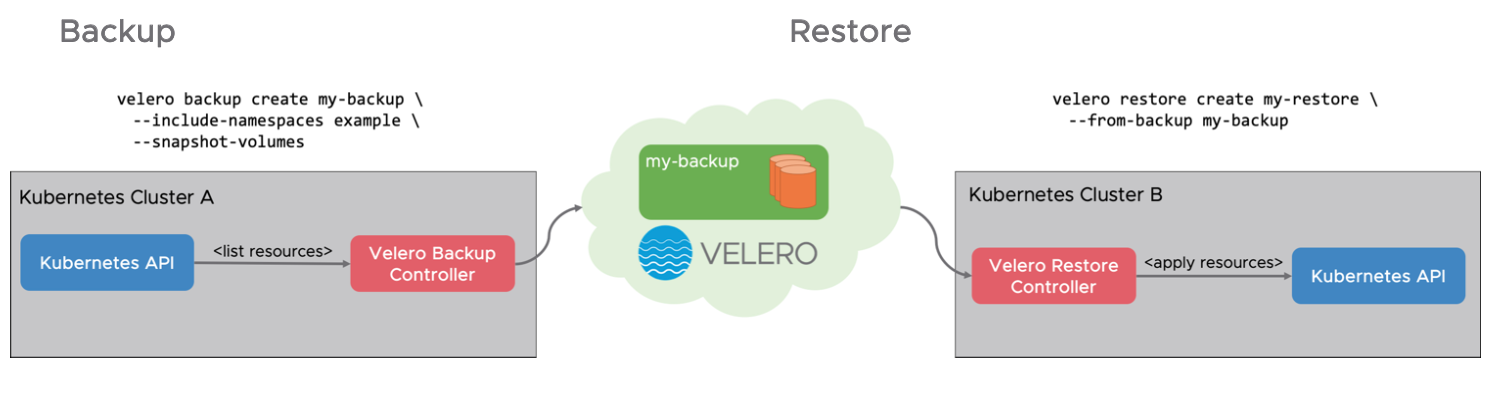 Backup
Restore
velero backup create my-backup \
--include-namespaces example \
--snapshot-volumes
velero restore create my-restore \
--from-backup my-backup
Kubernetes Cluster A
Kubernetes API
<list resources>
Velero Backup
Controller
my-backup
VELERO
Kubernetes Cluster B
Velero Restore
Controller
<apply resources>
Kubernetes API